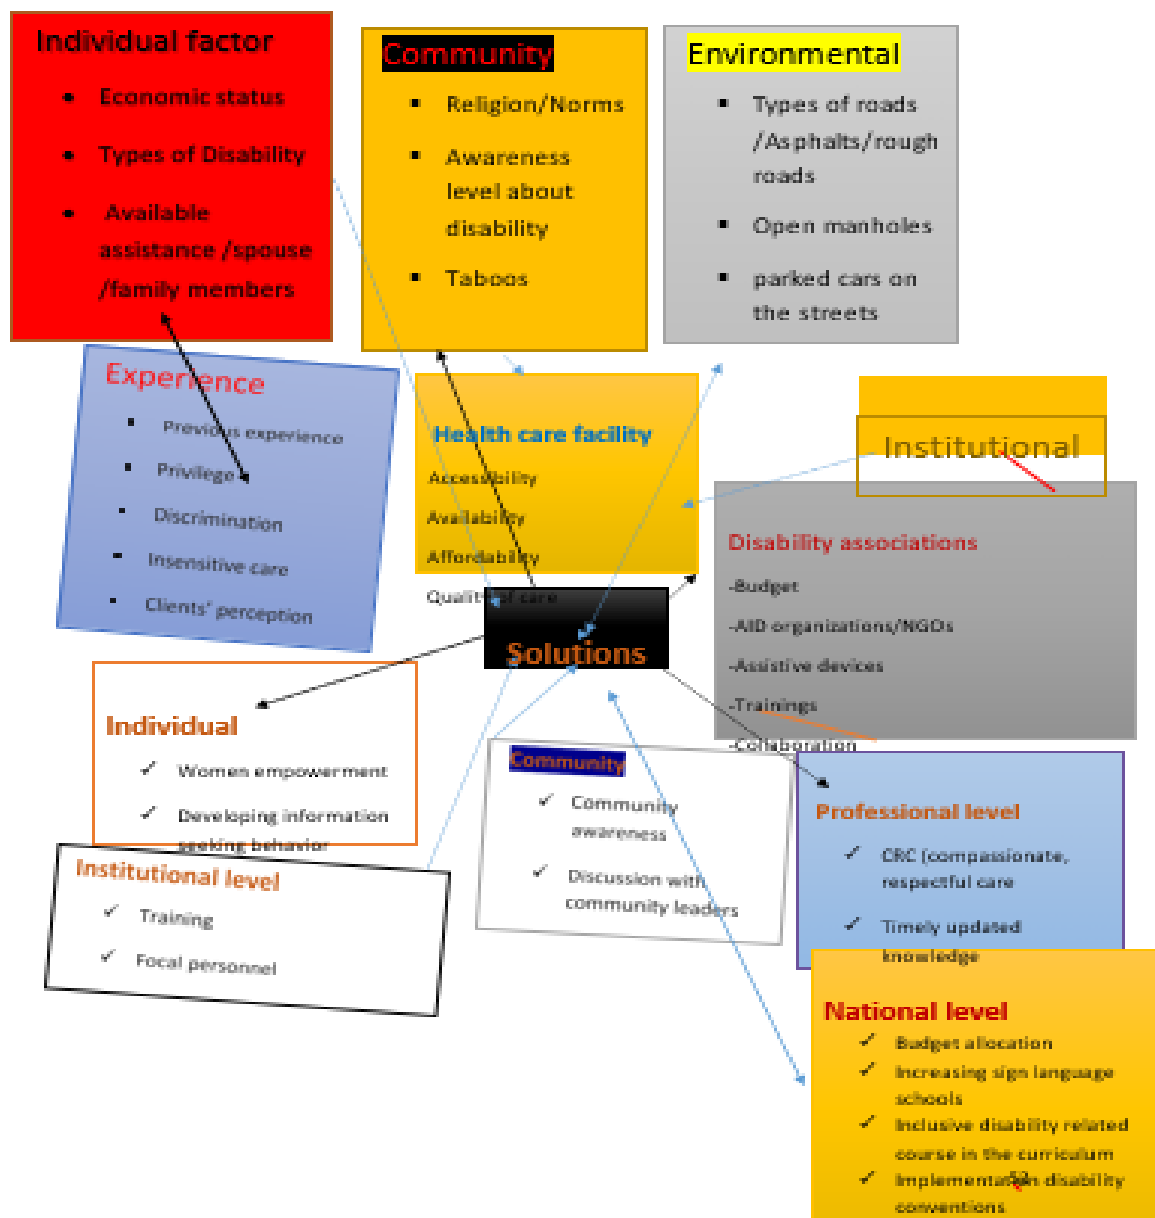 Individual factor
• Economic status
• Types of Disability
• Available
assistance /spouse
/family members
Community
▪ Religion/Norms
▪ Awareness
level about
disability
▪ Taboos
Environmental
▪ Types of roads
/Asphalts/rough
roads
▪ Open manholes
▪ parked cars on
the streets
Experience
▪ Previous experience
▪ Privilege
▪ Discrimination
▪ Insensitive care
▪ Clients' perception
Health care facility
Accessibility
Availability
Affordability
Quality of care
Institutional
Disability associations
-Budget
-AID organizations/NGOs
-Assistive devices
-Trainings
-Collaboration
Solutions
Individual
✓ Women empowerment
✓ Developing information
seeking behavior
Institutional level
✓ Training
✓ Focal personnel
Community
✓ Community
awareness
✓ Discussion with
community leaders
Professional level
✓ CRC (compassionate,
respectful care
✓ Timely updated
knowledge
National level
✓ Budget allocation
✓ Increasing sign language
schools
✓ Inclusive disability related
course in the curriculum
✓ Implementation disability
conventions